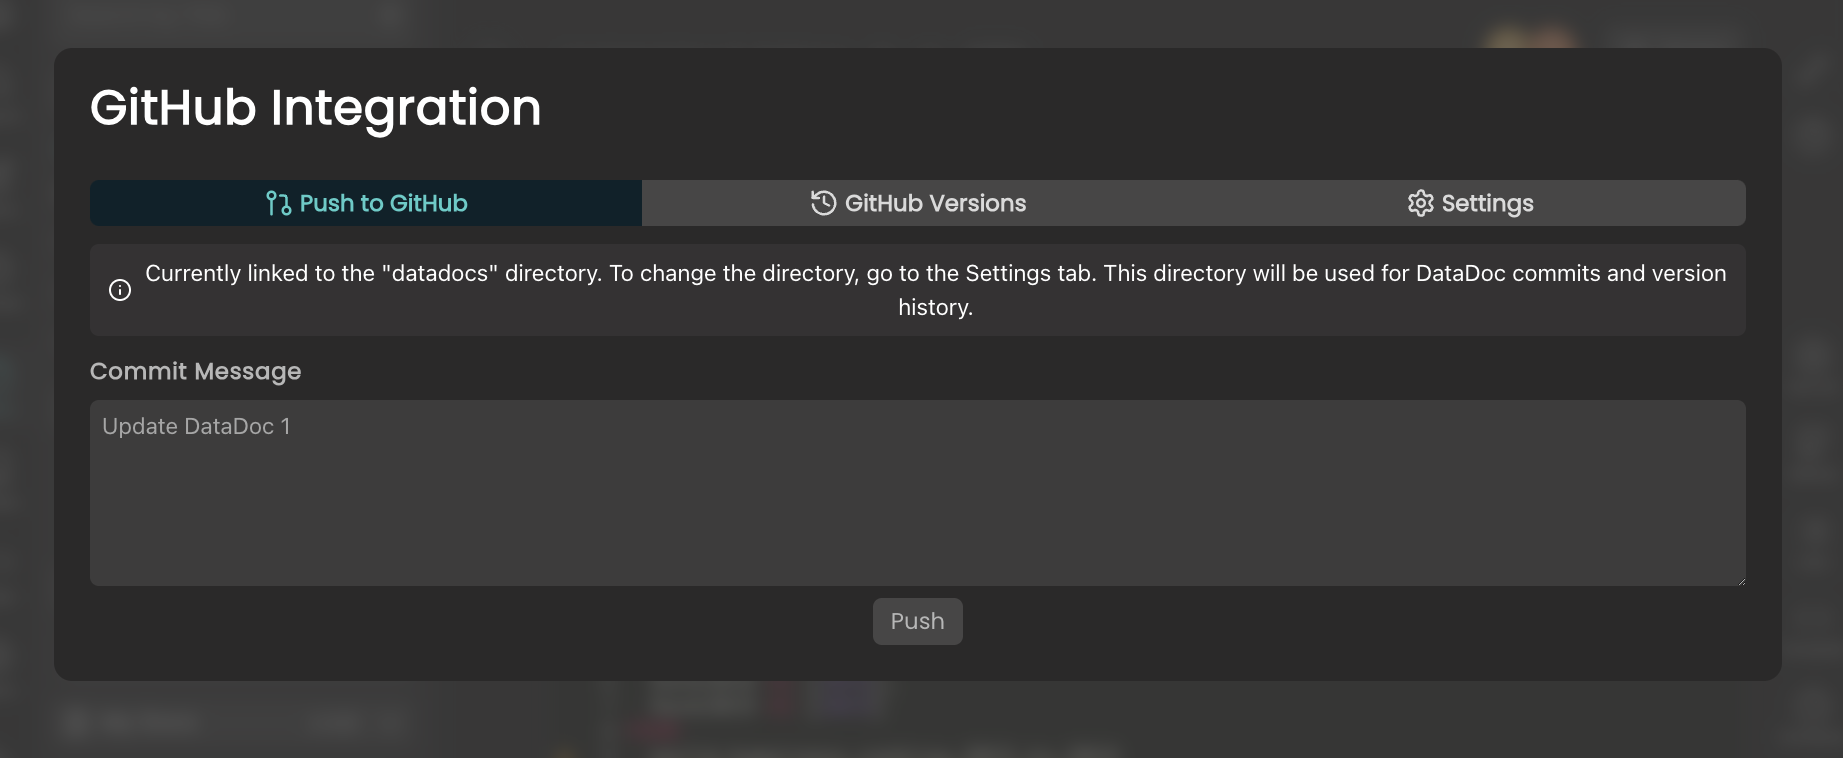 GitHub Integration
Push to GitHub
GitHub Versions
Settings
Currently linked to the "datadocs" directory. To change the directory, go to the Settings tab. This directory will be used for DataDoc commits and version
history.
Commit Message
Update DataDoc 1
Push